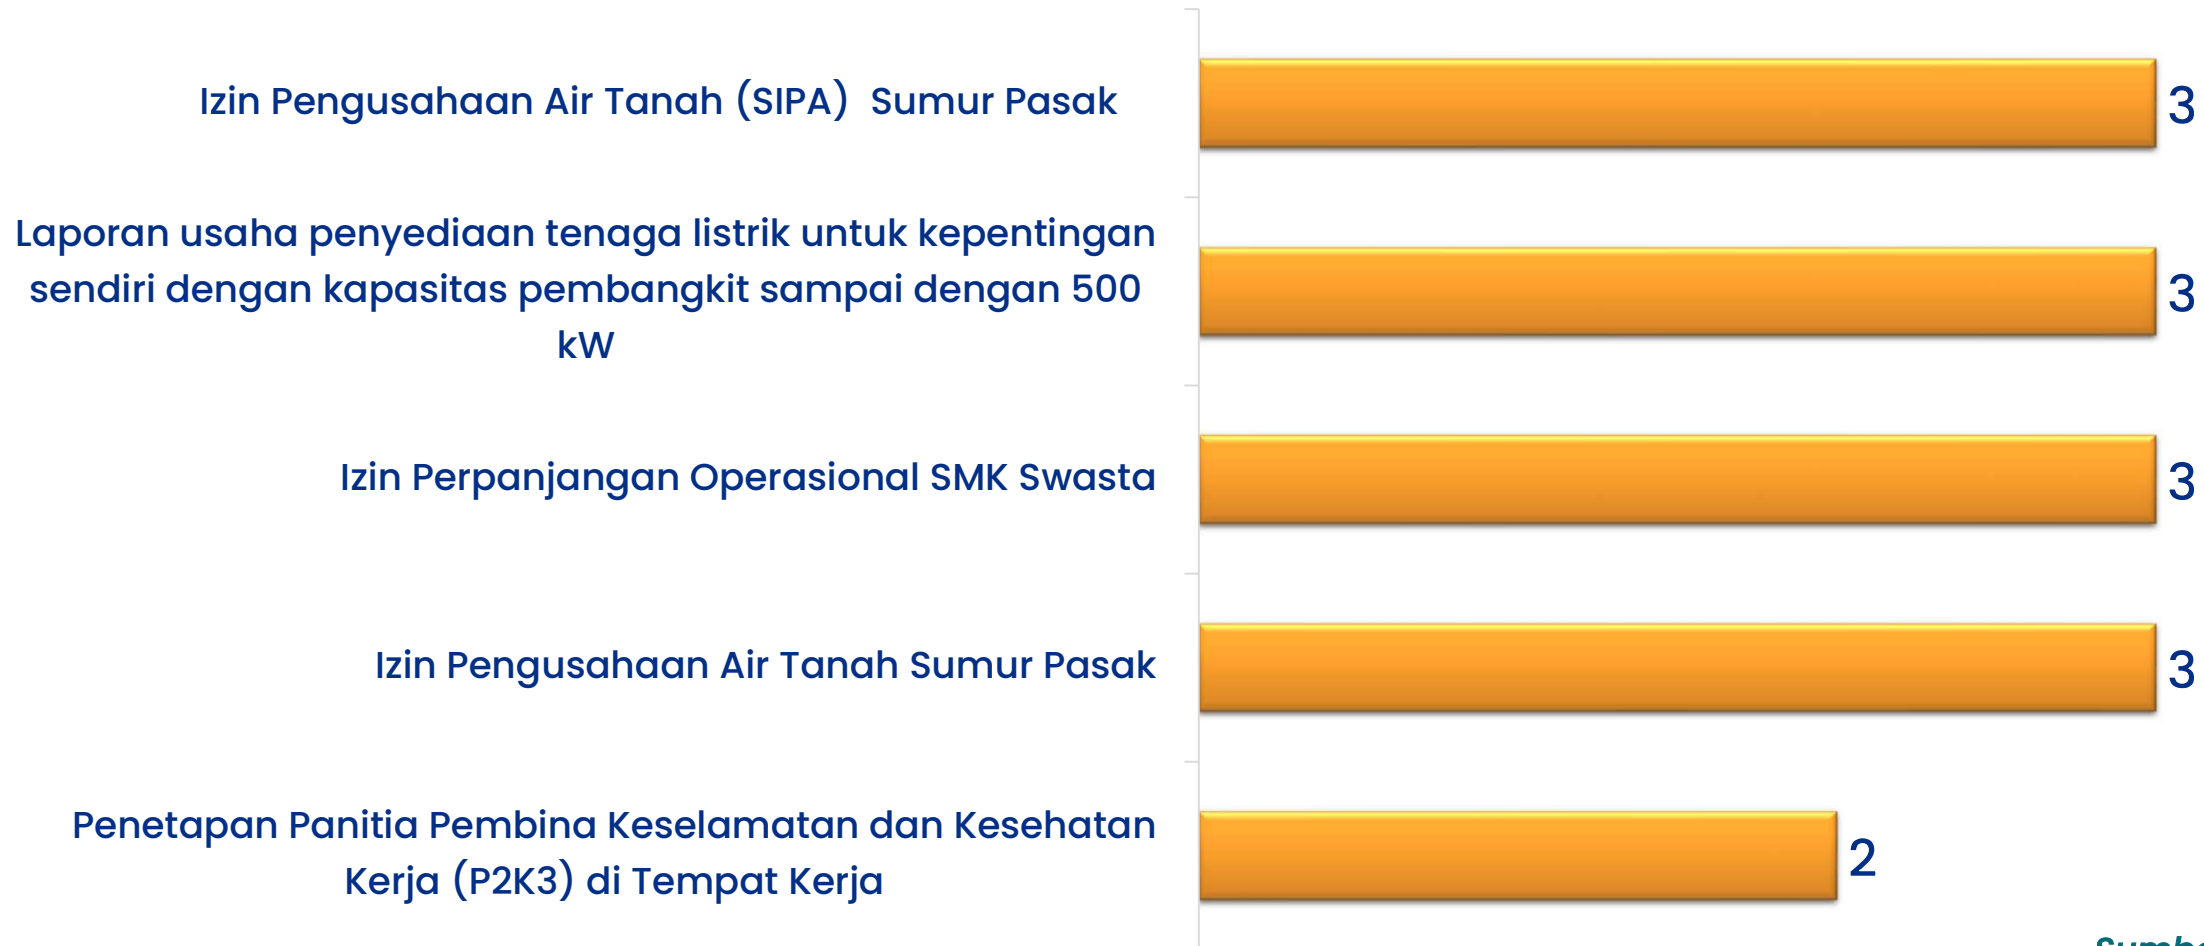 Izin Pengusahaan Air Tanah (SIPA)  Sumur Pasak
3
Laporan usaha penyediaan tenaga listrik untuk kepentingan
sendiri dengan kapasitas pembangkit sampai dengan 500
kW
3
Izin Perpanjangan Operasional SMK Swasta
3
Izin Pengusahaan Air Tanah Sumur Pasak
3
Penetapan Panitia Pembina Keselamatan dan Kesehatan
Kerja (P2K3) di Tempat Kerja
2